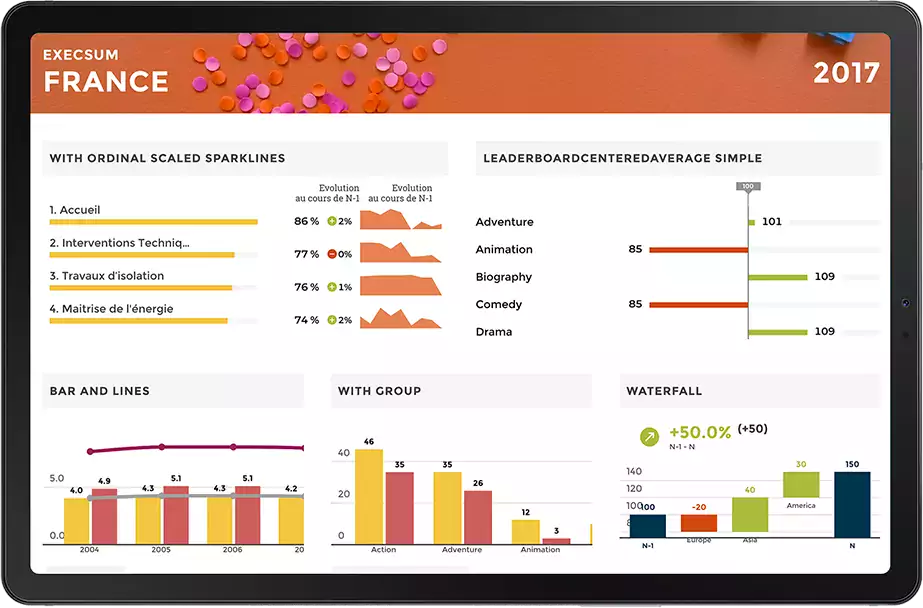 EXECSUM
FRANCE
2017
WITH ORDINAL SCALED SPARKLINES
Evolution
au cours de N-1
Evolution
au cours de N-1
1. Accueil
86 % 2%
2. Interventions Techniq...
77 % 0%
3. Travaux d'isolation
76 % 1%
4. Maitrise de l'énergie
74 % 2%
LEADERBOARDCENTEREDAVERAGE SIMPLE
100
Adventure 101
Animation 85
Biography 109
Comedy 85
Drama 109
BAR AND LINES
5.0
0.0
4.0 4.9 4.3 5.1 4.3 5.1 4.2
2004 2005 2006 20
WITH GROUP
40
20
0
46 35 35 26 12 3
Action Adventure Animation
WATERFALL
+50.0% (+50)
N-1 - N
140
120
100
100 -20 40 30 150
N-1 Europe Asia America N